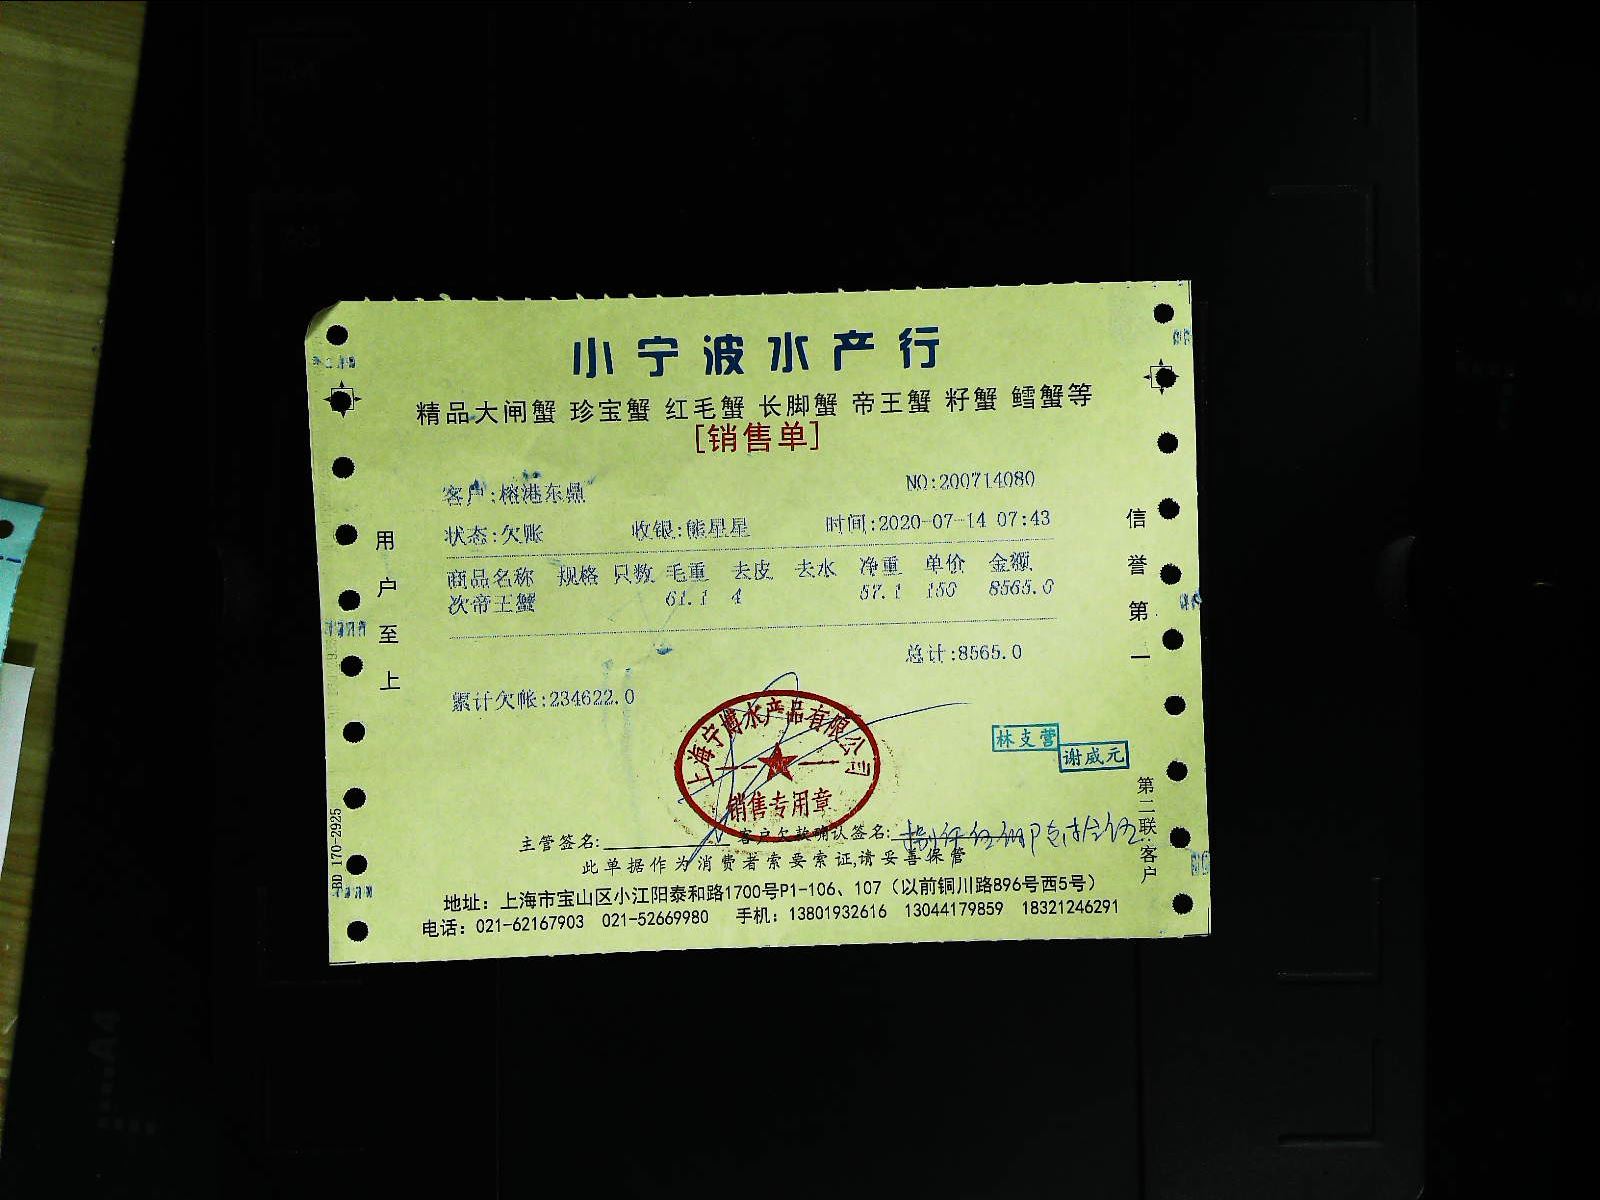 小宁波水产行
精品大闸蟹 珍宝蟹 红毛蟹 长脚蟹 帝王蟹 籽蟹 鳕蟹等
[销售单]
客户:榕港东鼎
NO:200714080
状态:欠账 收银:熊星星 时间:2020-07-14 07:43
商品名称 规格 只数 毛重 去皮 去水 净重 单价 金额
次帝王蟹 61.1 4 57.1 150 8565.0
总计:8565.0
累计欠帐:234622.0
用户至上
信誉第一
上海宁博水产品有限公司
销售专用章
林支营
谢威元
第二联:客户
BD 170-2925
主管签名: 客户欠款确认签名:
此单据作为消费者索要索证,请妥善保管
地址：上海市宝山区小江阳泰和路1700号P1-106、107（以前铜川路896号西5号）
电话：021-62167903 021-52669980 手机：13801932616 13044179859 18321246291